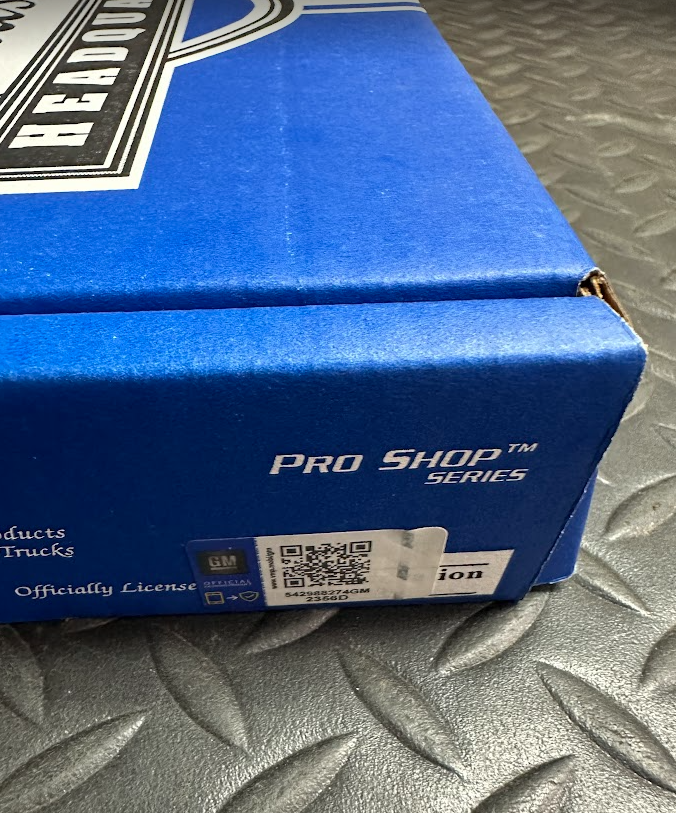 HEADQUA
PRO SHOP™
SERIES
oducts
Trucks
Officially License
GM
OFFICIAL
542988274GM
2356D
ion